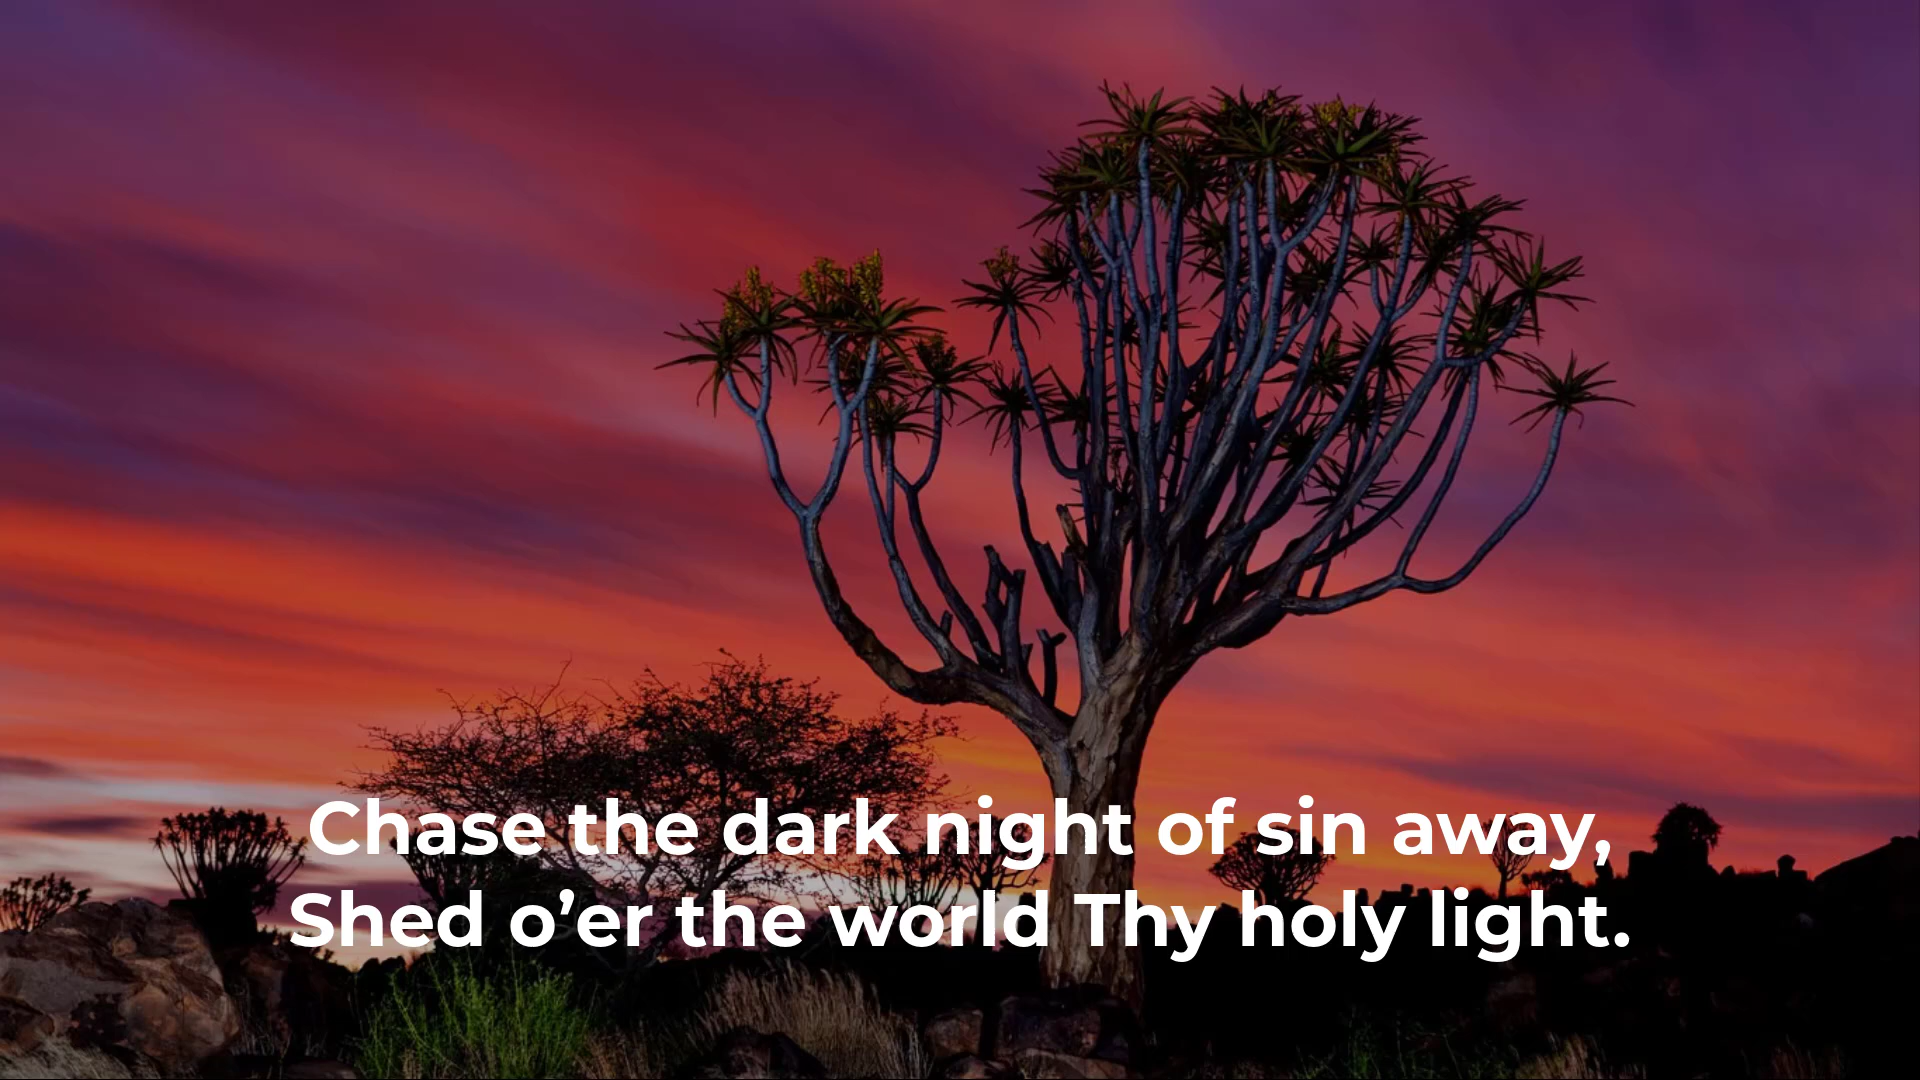 Chase the dark night of sin away,
Shed o’er the world Thy holy light.